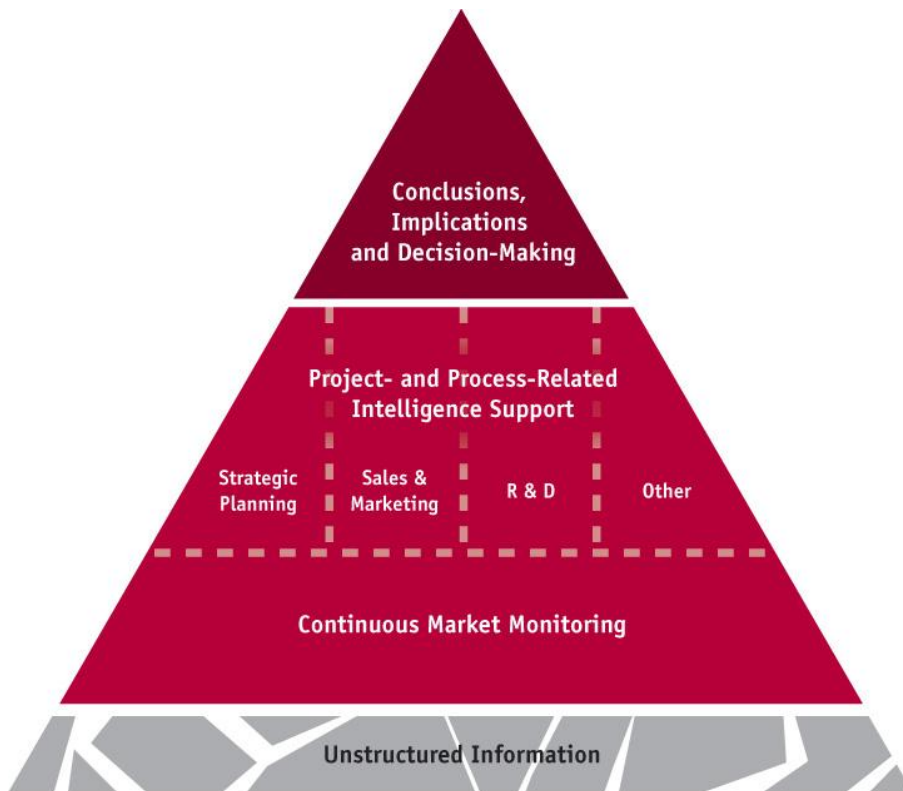 Conclusions,
Implications
and Decision-Making
Project- and Process-Related
Intelligence Support
Strategic
Planning
Sales &
Marketing
R & D
Other
Continuous Market Monitoring
Unstructured Information